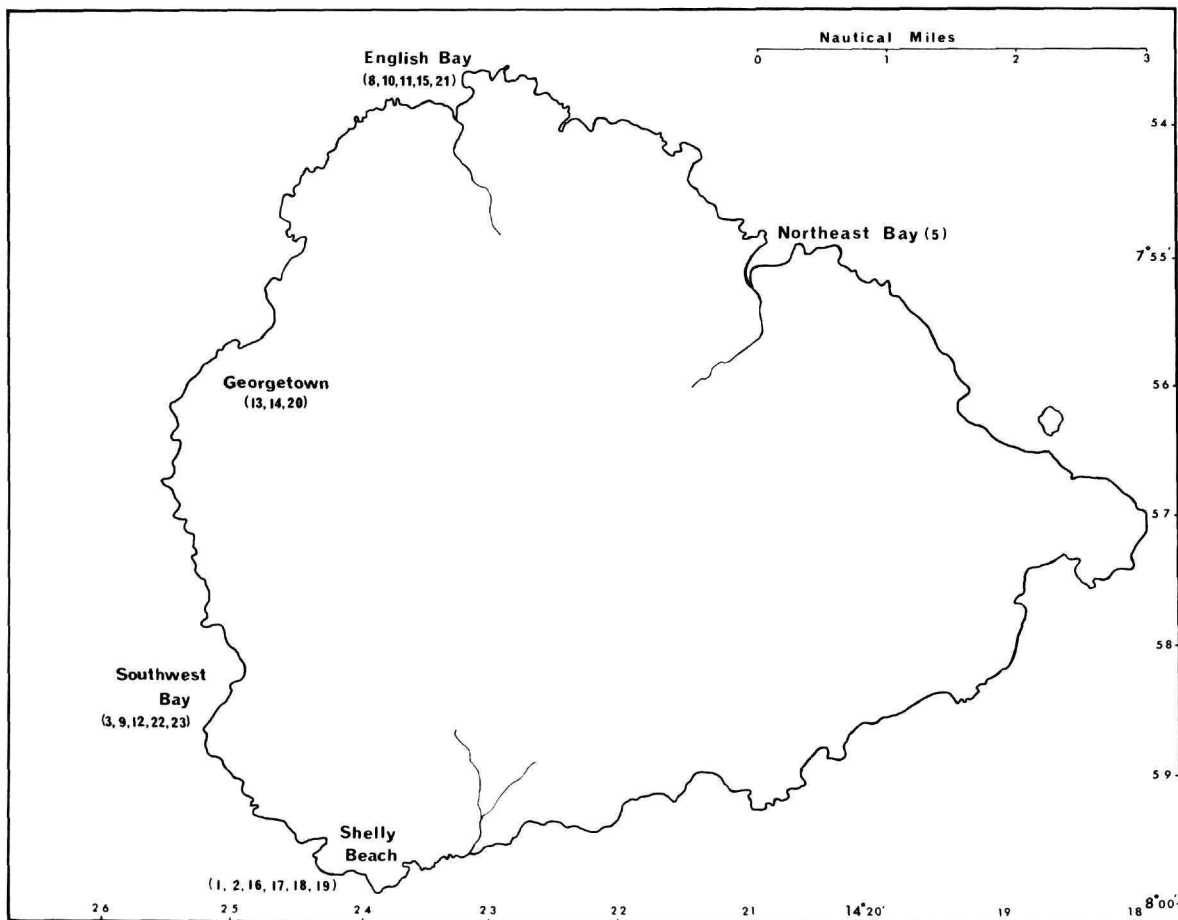 Nautical Miles
0 1 2 3
English Bay
(8,10,11,15,21)
54
Northeast Bay (5)
7°55'
Georgetown
(13,14,20)
56
57
Southwest
Bay
(3,9,12,22,23)
58
59
Shelly
Beach
(1,2,16,17,18,19)
26 25 24 23 22 21 14°20' 19 18
8°00'